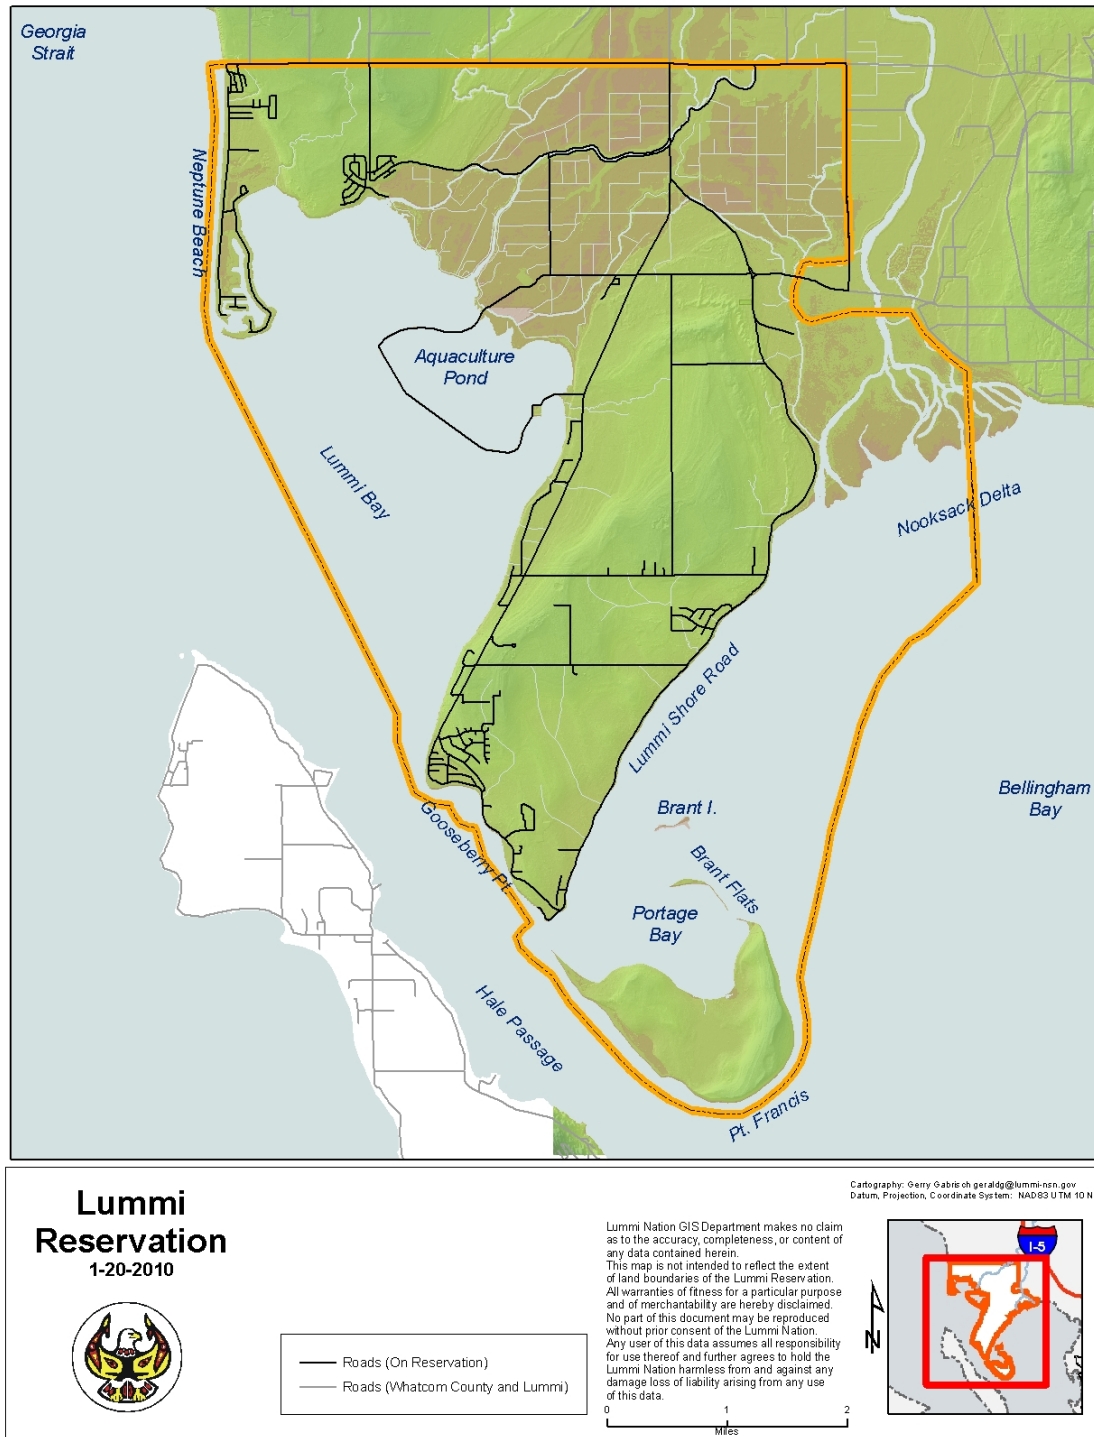 Georgia
Strait
Neptune Beach
Aquaculture
Pond
Lummi Bay
Nooksack Delta
Lummi Shore Road
Bellingham
Bay
Brant I.
Gooseberry Pt.
Brant Flats
Portage
Bay
Hale Passage
Pt. Francis
Lummi
Reservation
1-20-2010
Roads (On Reservation)
Roads (Whatcom County and Lummi)
Lummi Nation GIS Department makes no claim
as to the accuracy, completeness, or content of
any data contained herein.
This map is not intended to reflect the extent
of land boundaries of the Lummi Reservation.
All warranties of fitness for a particular purpose
and of merchantability are hereby disclaimed.
No part of this document may be reproduced
without prior consent of the Lummi Nation.
Any user of this data assumes all responsibility
for use thereof and further agrees to hold the
Lummi Nation harmless from and against any
damage loss of liability arising from any use
of this data.
0 1 2
Miles
Cartography: Gerry Gabrisch geraldg@lummi-nsn.gov
Datum, Projection, Coordinate System: NAD83 UTM 10 N
N
I-5